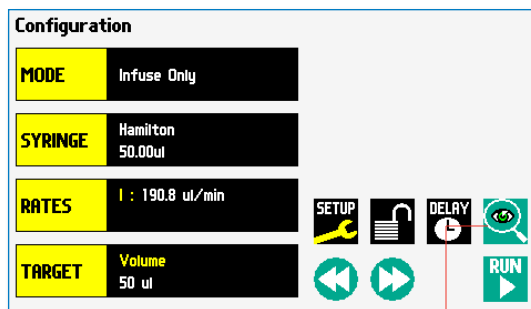 Configuration
MODE
Infuse Only
SYRINGE
Hamilton
50.00ul
RATES
I : 190.8 ul/min
TARGET
Volume
50 ul
SETUP
DELAY
RUN